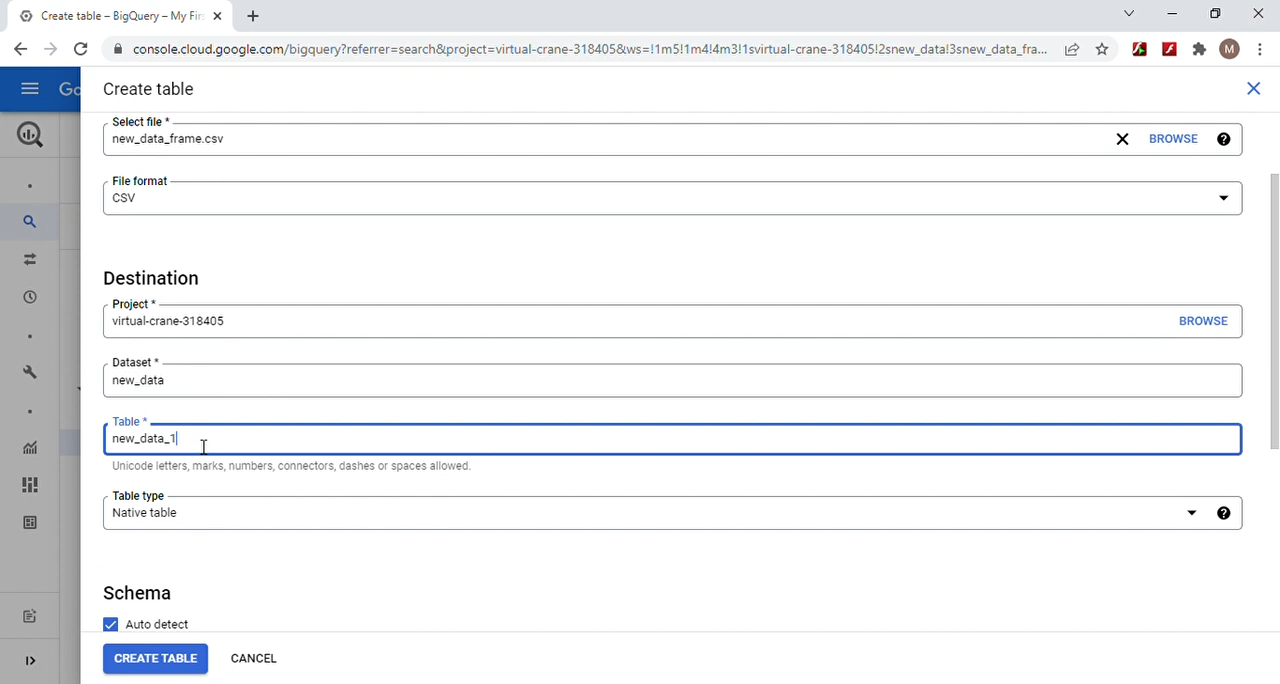 Create table – BigQuery – My Fir
console.cloud.google.com/bigquery?referrer=search&project=virtual-crane-318405&ws=!1m5!1m4!4m3!1svirtual-crane-318405!2snew_data!3snew_data_fra...
M
Go
Create table
Select file *
new_data_frame.csv
BROWSE
File format
CSV
Destination
Project *
virtual-crane-318405
BROWSE
Dataset *
new_data
Table *
new_data_1
Unicode letters, marks, numbers, connectors, dashes or spaces allowed.
Table type
Native table
Schema
Auto detect
CREATE TABLE CANCEL